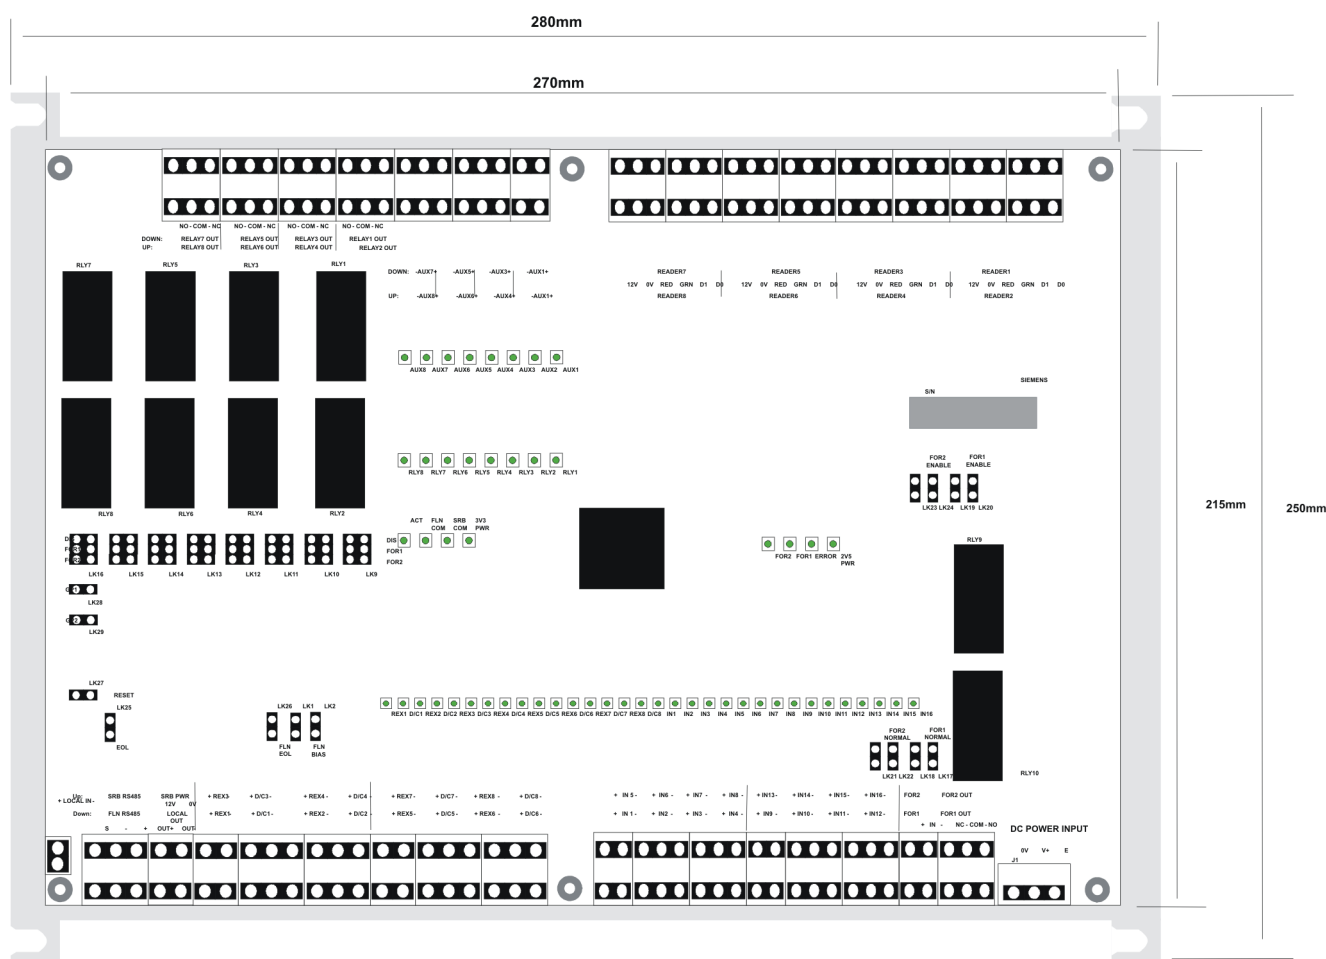 280mm
270mm
NO - COM - NC NO - COM - NC NO - COM - NC NO - COM - NC
DOWN: RELAY7 OUT RELAY5 OUT RELAY3 OUT RELAY1 OUT
UP: RELAY8 OUT RELAY6 OUT RELAY4 OUT RELAY2 OUT
RLY7 RLY5 RLY3 RLY1
DOWN: -AUX7+ -AUX5+ -AUX3+ -AUX1+
READER7 READER5 READER3 READER1
12V 0V RED GRN D1 D0 12V 0V RED GRN D1 D0 12V 0V RED GRN D1 D0 12V 0V RED GRN D1 D0
UP: -AUX8+ -AUX6+ -AUX4+ -AUX1+
READER8 READER6 READER4 READER2
AUX8 AUX7 AUX6 AUX5 AUX4 AUX3 AUX2 AUX1
SIEMENS
S/N
FOR2 ENABLE
FOR1 ENABLE
RLY8 RLY7 RLY6 RLY5 RLY4 RLY3 RLY2 RLY1
LK23 LK24 LK19 LK20
215mm
250mm
RLY8 RLY6 RLY4 RLY2
ACT FLN COM SRB COM 3V3 PWR
DIS
FOR1
FOR2
LK16 LK15 LK14 LK13 LK12 LK11 LK10 LK9
RLY9
FOR2 FOR1 ERROR 2V5 PWR
LK28
LK29
LK27
RESET
LK25
EOL
LK26 LK1 LK2
FLN EOL
FLN BIAS
REX1 D/C1 REX2 D/C2 REX3 D/C3 REX4 D/C4 REX5 D/C5 REX6 D/C6 REX7 D/C7 REX8 D/C8 IN1 IN2 IN3 IN4 IN5 IN6 IN7 IN8 IN9 IN10 IN11 IN12 IN13 IN14 IN15 IN16
FOR2 NORMAL
FOR1 NORMAL
LK21 LK22 LK18 LK17
RLY10
Up: SRB RS485 SRB PWR + REX3- + D/C3 - + REX4 - + D/C4 - + REX7 - + D/C7 - + REX8 - + D/C8 - + IN 5 - + IN6 - + IN7 - + IN8 - + IN13- + IN14 - + IN15- + IN16 - FOR2 FOR2 OUT
+ LOCAL IN - 12V 0V
Down: FLN RS485 LOCAL OUT + REX1- + D/C1 - + REX2 - + D/C2 - + REX5 - + D/C5 - + REX6 - + D/C6 - + IN 1 - + IN2 - + IN3 - + IN4 - + IN9 - + IN10 - + IN11- + IN12 - FOR1 FOR1 OUT
S - + OUT+ OUT-
+ IN - NC - COM - NO
DC POWER INPUT
0V V+ E
J1